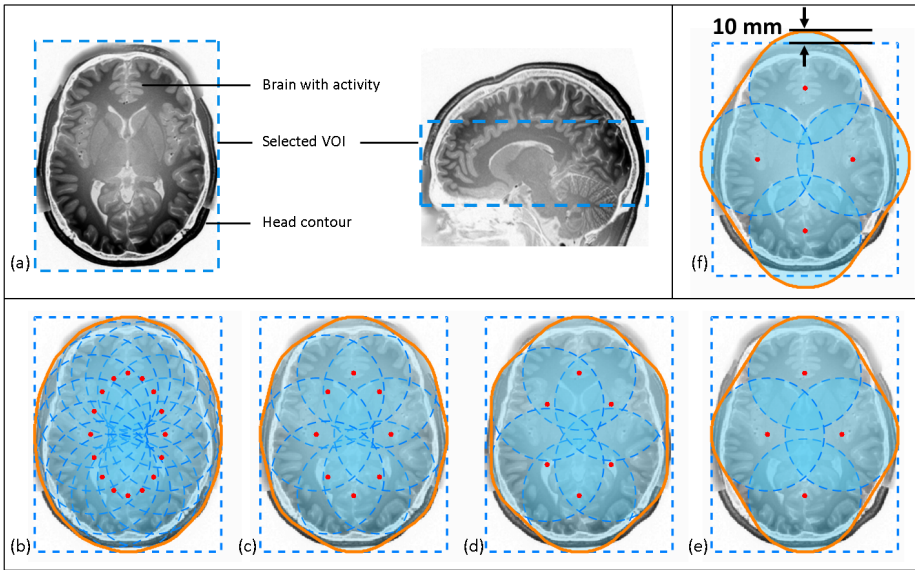 10 mm
Brain with activity
Selected VOI
Head contour
(a)
(f)
(b)
(c)
(d)
(e)